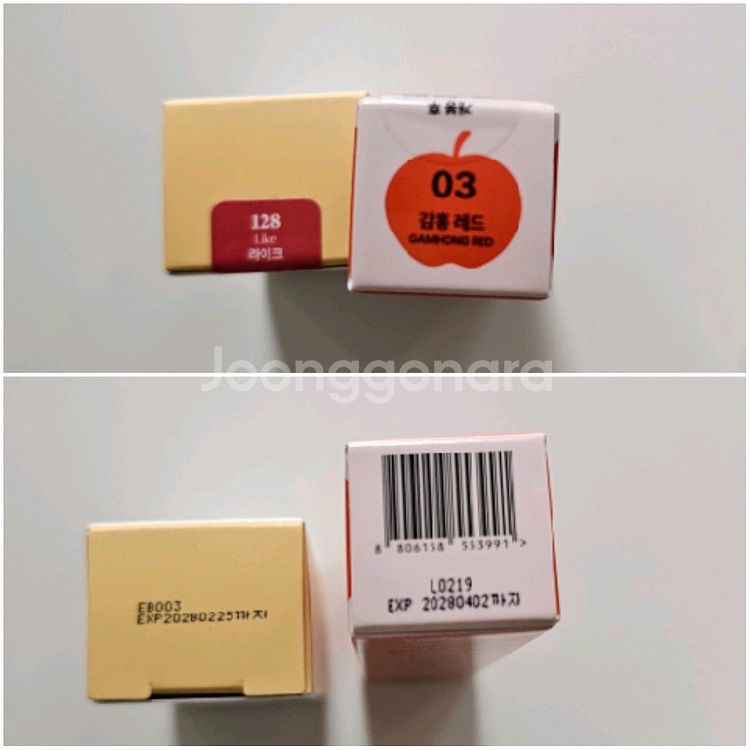 128
Like
라이크
03
감홍 레드
GAMHONG RED
Joonggonara
EB003
EXP20280225까지
8 806158 553991 >
L0219
EXP 20280402까지